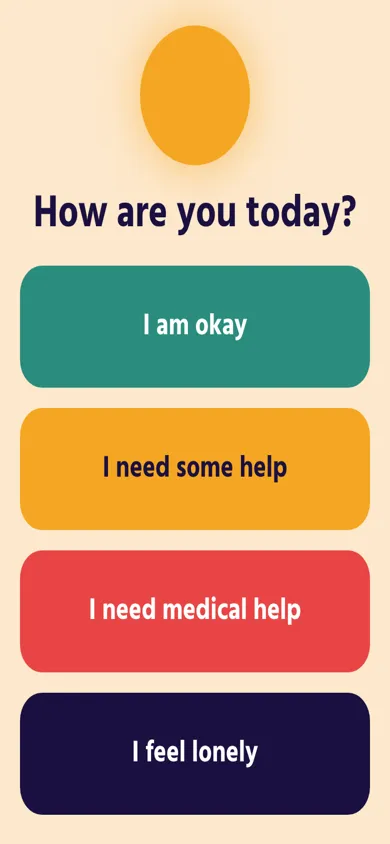 How are you today?
I am okay
I need some help
I need medical help
I feel lonely